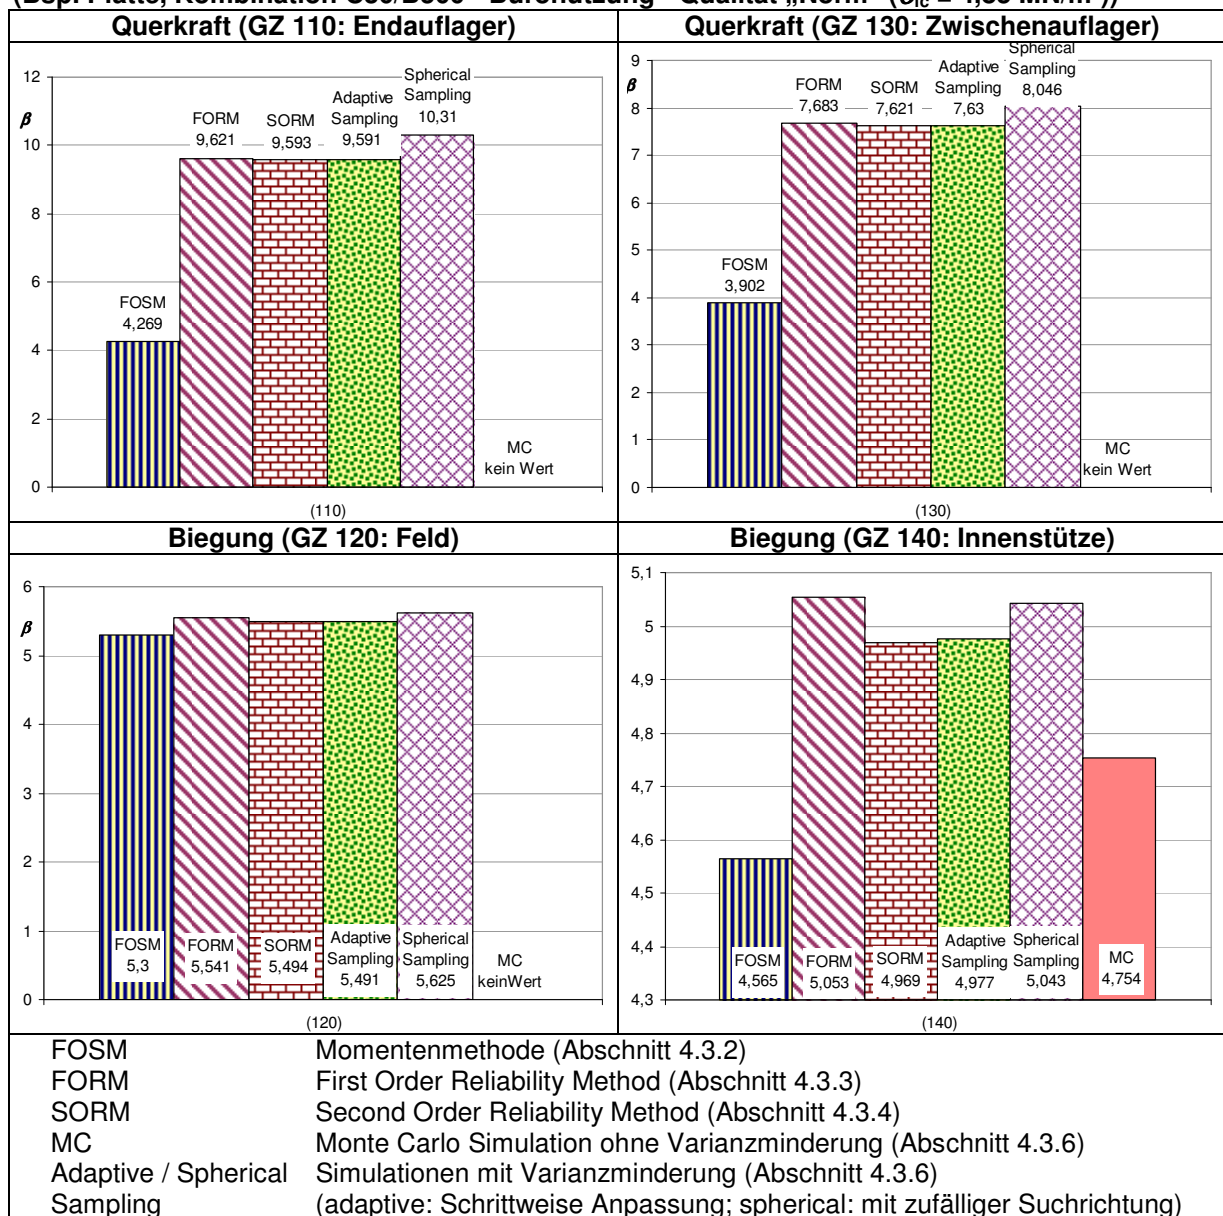 Querkraft (GZ 110: Endauflager)
12
10
8
6
4
2
0
β
FOSM
4,269
FORM
9,621
SORM
9,593
Adaptive
Sampling
9,591
Spherical
Sampling
10,31
MC
kein Wert
(110)
Querkraft (GZ 130: Zwischenauflager)
9
8
7
6
5
4
3
2
1
0
β
FOSM
3,902
FORM
7,683
SORM
7,621
Adaptive
Sampling
7,63
Spherical
Sampling
8,046
MC
kein Wert
(130)
Biegung (GZ 120: Feld)
6
5
4
3
2
1
0
β
FOSM
5,3
FORM
5,541
SORM
5,494
Adaptive
Sampling
5,491
Spherical
Sampling
5,625
MC
keinWert
(120)
Biegung (GZ 140: Innenstütze)
5,1
5
4,9
4,8
4,7
4,6
4,5
4,4
4,3
FOSM
4,565
FORM
5,053
SORM
4,969
Adaptive
Sampling
4,977
Spherical
Sampling
5,043
MC
4,754
(140)
FOSM Momentenmethode (Abschnitt 4.3.2)
FORM First Order Reliability Method (Abschnitt 4.3.3)
SORM Second Order Reliability Method (Abschnitt 4.3.4)
MC Monte Carlo Simulation ohne Varianzminderung (Abschnitt 4.3.6)
Adaptive / Spherical Simulationen mit Varianzminderung (Abschnitt 4.3.6)
Sampling (adaptive: Schrittweise Anpassung; spherical: mit zufälliger Suchrichtung)